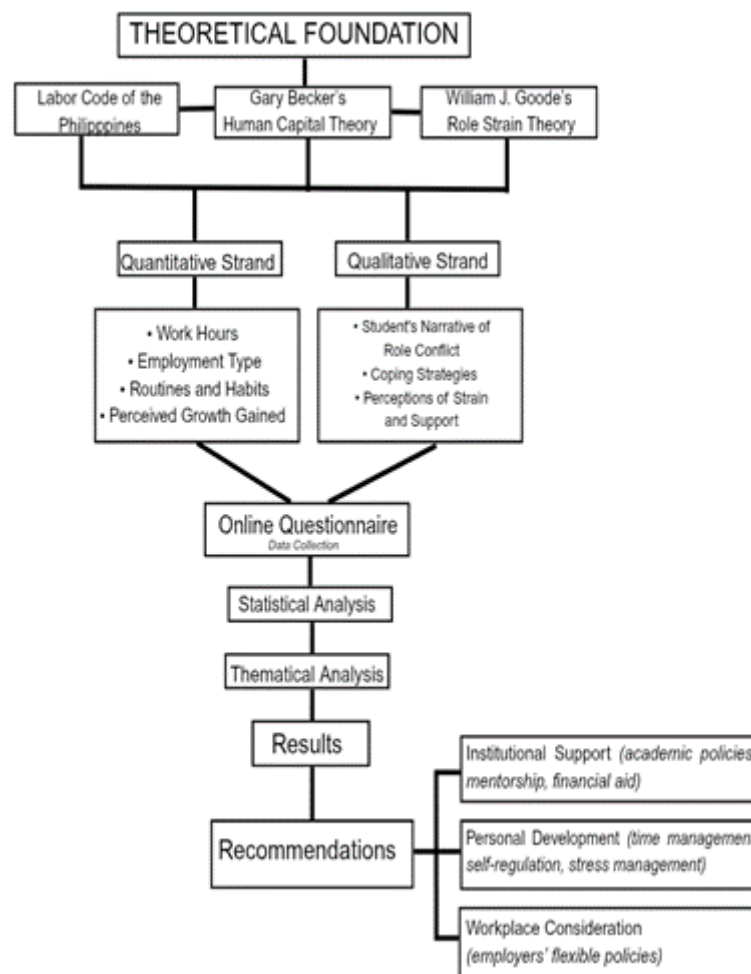 THEORETICAL FOUNDATION
Labor Code of the
Philipppines
Gary Becker's
Human Capital Theory
William J. Goode's
Role Strain Theory
Quantitative Strand
Qualitative Strand
• Work Hours
• Employment Type
• Routines and Habits
• Perceived Growth Gained
• Student's Narrative of
Role Conflict
• Coping Strategies
• Perceptions of Strain
and Support
Online Questionnaire
Data Collection
Statistical Analysis
Thematical Analysis
Results
Recommendations
Institutional Support (academic policies
mentorship, financial aid)
Personal Development (time managemen
self-regulation, stress management)
Workplace Consideration
(employers' flexible policies)